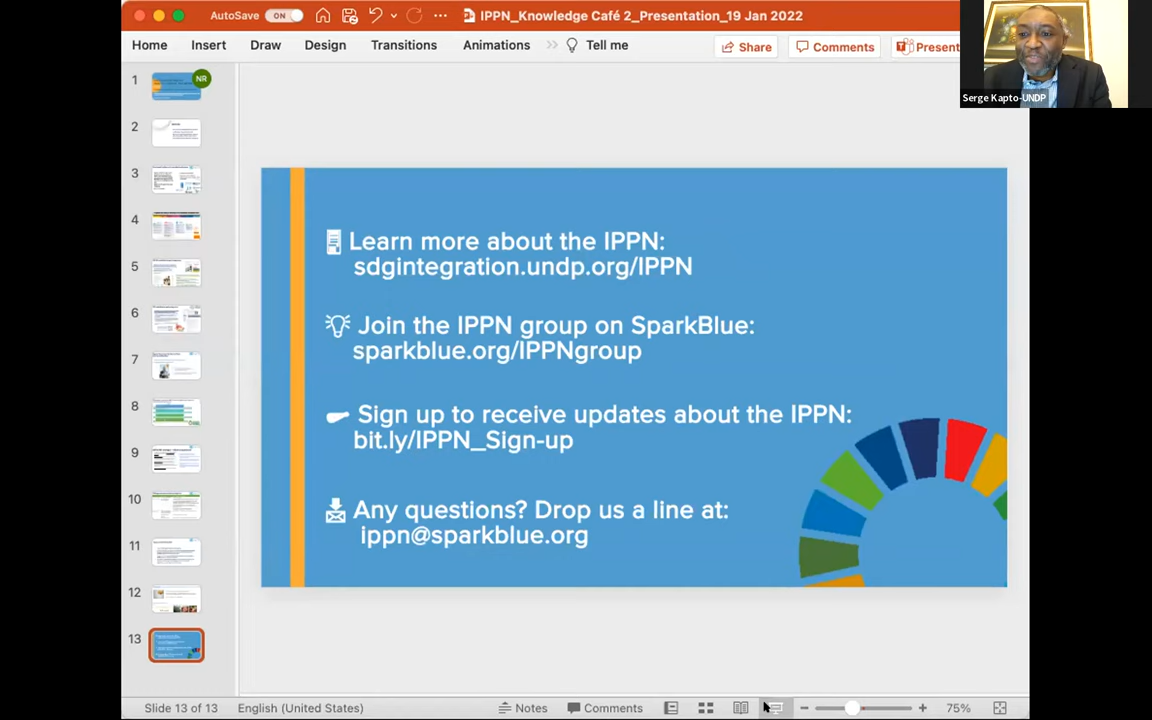 AutoSave ON IPPN_Knowledge Café 2_Presentation_19 Jan 2022
Home Insert Draw Design Transitions Animations Tell me Share Comments Present
Serge Kapto-UNDP
1
NR
2
3
4
5
6
7
8
9
10
11
12
13
Learn more about the IPPN:
sdgintegration.undp.org/IPPN
Join the IPPN group on SparkBlue:
sparkblue.org/IPPNgroup
Sign up to receive updates about the IPPN:
bit.ly/IPPN_Sign-up
Any questions? Drop us a line at:
ippn@sparkblue.org
Slide 13 of 13 English (United States) Notes Comments 75%